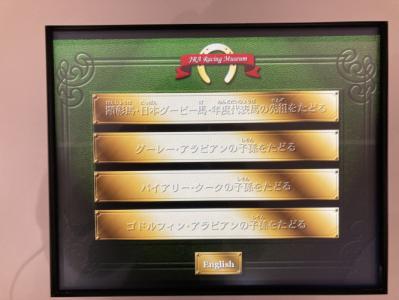 JRA Racing Museum
顕彰馬・日本ダービー馬・年度代表馬の先祖をたどる
ダーレー・アラビアンの子孫をたどる
バイアリー・タークの子孫をたどる
ゴドルフィン・アラビアンの子孫をたどる
English